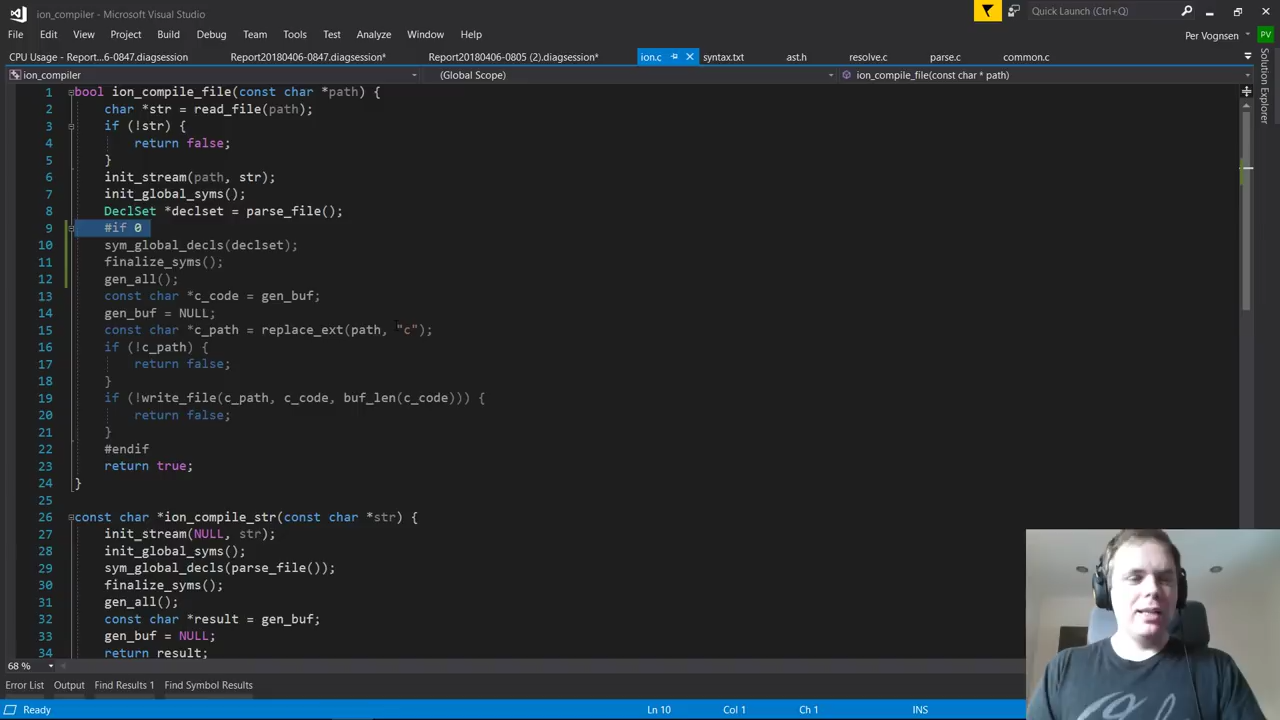 ion_compiler - Microsoft Visual Studio
Quick Launch (Ctrl+Q)
File Edit View Project Build Debug Team Tools Test Analyze Window Help
Per Vognsen PV
CPU Usage - Report...6-0847.diagsession Report20180406-0847.diagsession* Report20180406-0805 (2).diagsession* ion.c syntax.txt ast.h resolve.c parse.c common.c
ion_compiler (Global Scope) ion_compile_file(const char * path)
Solution Explorer
1 bool ion_compile_file(const char *path) {
2 char *str = read_file(path);
3 if (!str) {
4 return false;
5 }
6 init_stream(path, str);
7 init_global_syms();
8 DeclSet *declset = parse_file();
9 #if 0
10 sym_global_decls(declset);
11 finalize_syms();
12 gen_all();
13 const char *c_code = gen_buf;
14 gen_buf = NULL;
15 const char *c_path = replace_ext(path, "c");
16 if (!c_path) {
17 return false;
18 }
19 if (!write_file(c_path, c_code, buf_len(c_code))) {
20 return false;
21 }
22 #endif
23 return true;
24 }
25
26 const char *ion_compile_str(const char *str) {
27 init_stream(NULL, str);
28 init_global_syms();
29 sym_global_decls(parse_file());
30 finalize_syms();
31 gen_all();
32 const char *result = gen_buf;
33 gen_buf = NULL;
34 return result;
68 %
Error List Output Find Results 1 Find Symbol Results
Ready Ln 10 Col 1 Ch 1 INS